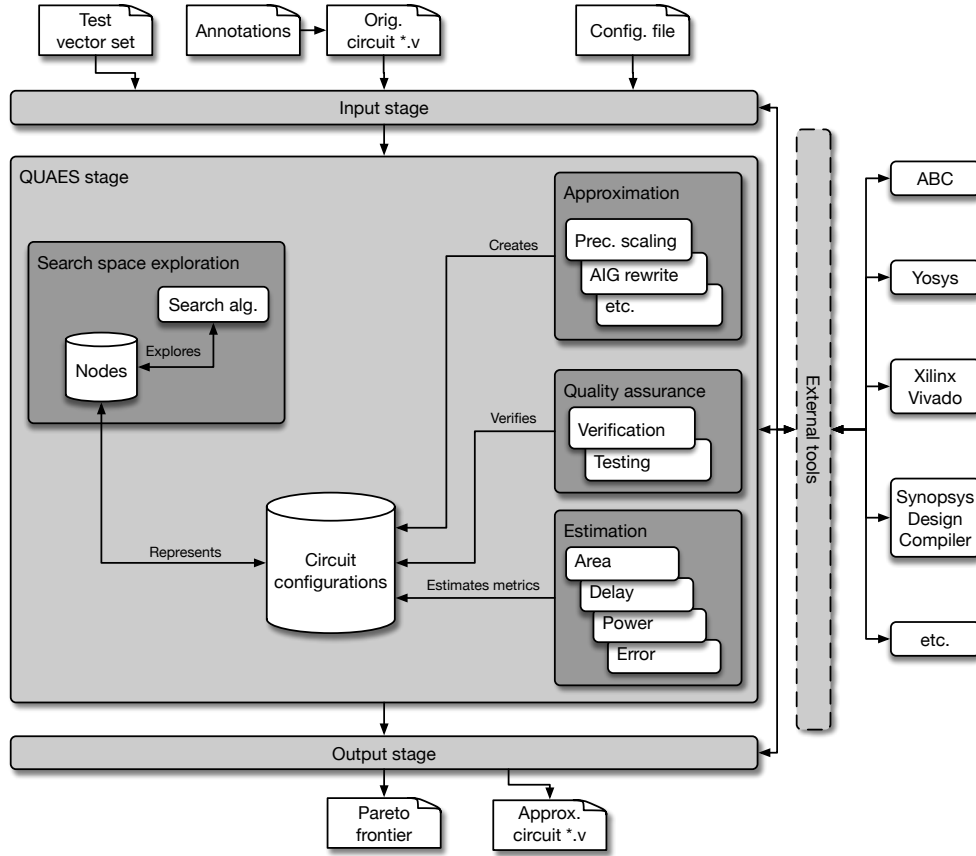 Test
vector set
Annotations
Orig.
circuit *.v
Config. file
Input stage
QUAES stage
Search space exploration
Search alg.
Explores
Nodes
Represents
Circuit
configurations
Creates
Verifies
Estimates metrics
Approximation
Prec. scaling
AIG rewrite
etc.
Quality assurance
Verification
Testing
Estimation
Area
Delay
Power
Error
External tools
ABC
Yosys
Xilinx
Vivado
Synopsys
Design
Compiler
etc.
Output stage
Pareto
frontier
Approx.
circuit *.v